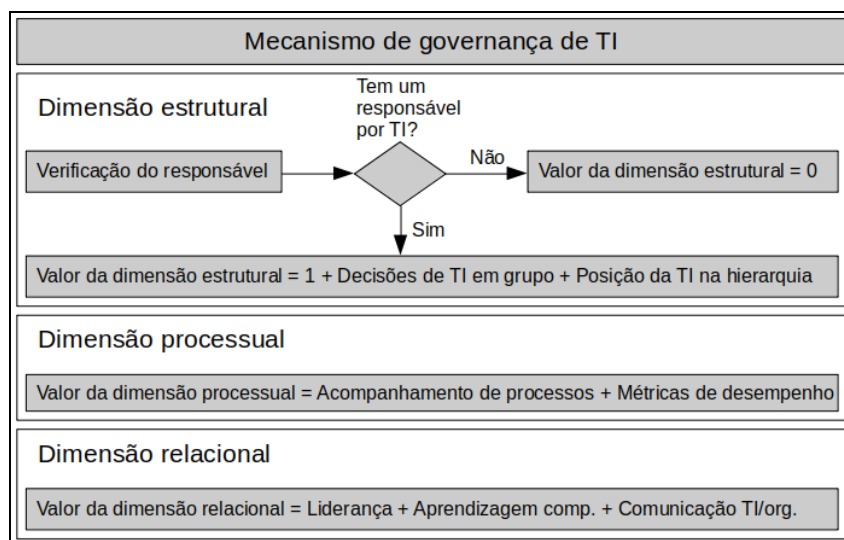 Mecanismo de governança de TI
Dimensão estrutural
Tem um
responsável
por TI?
Verificação do responsável
Não
Valor da dimensão estrutural = 0
Sim
Valor da dimensão estrutural = 1 + Decisões de TI em grupo + Posição da TI na hierarquia
Dimensão processual
Valor da dimensão processual = Acompanhamento de processos + Métricas de desempenho
Dimensão relacional
Valor da dimensão relacional = Liderança + Aprendizagem comp. + Comunicação TI/org.